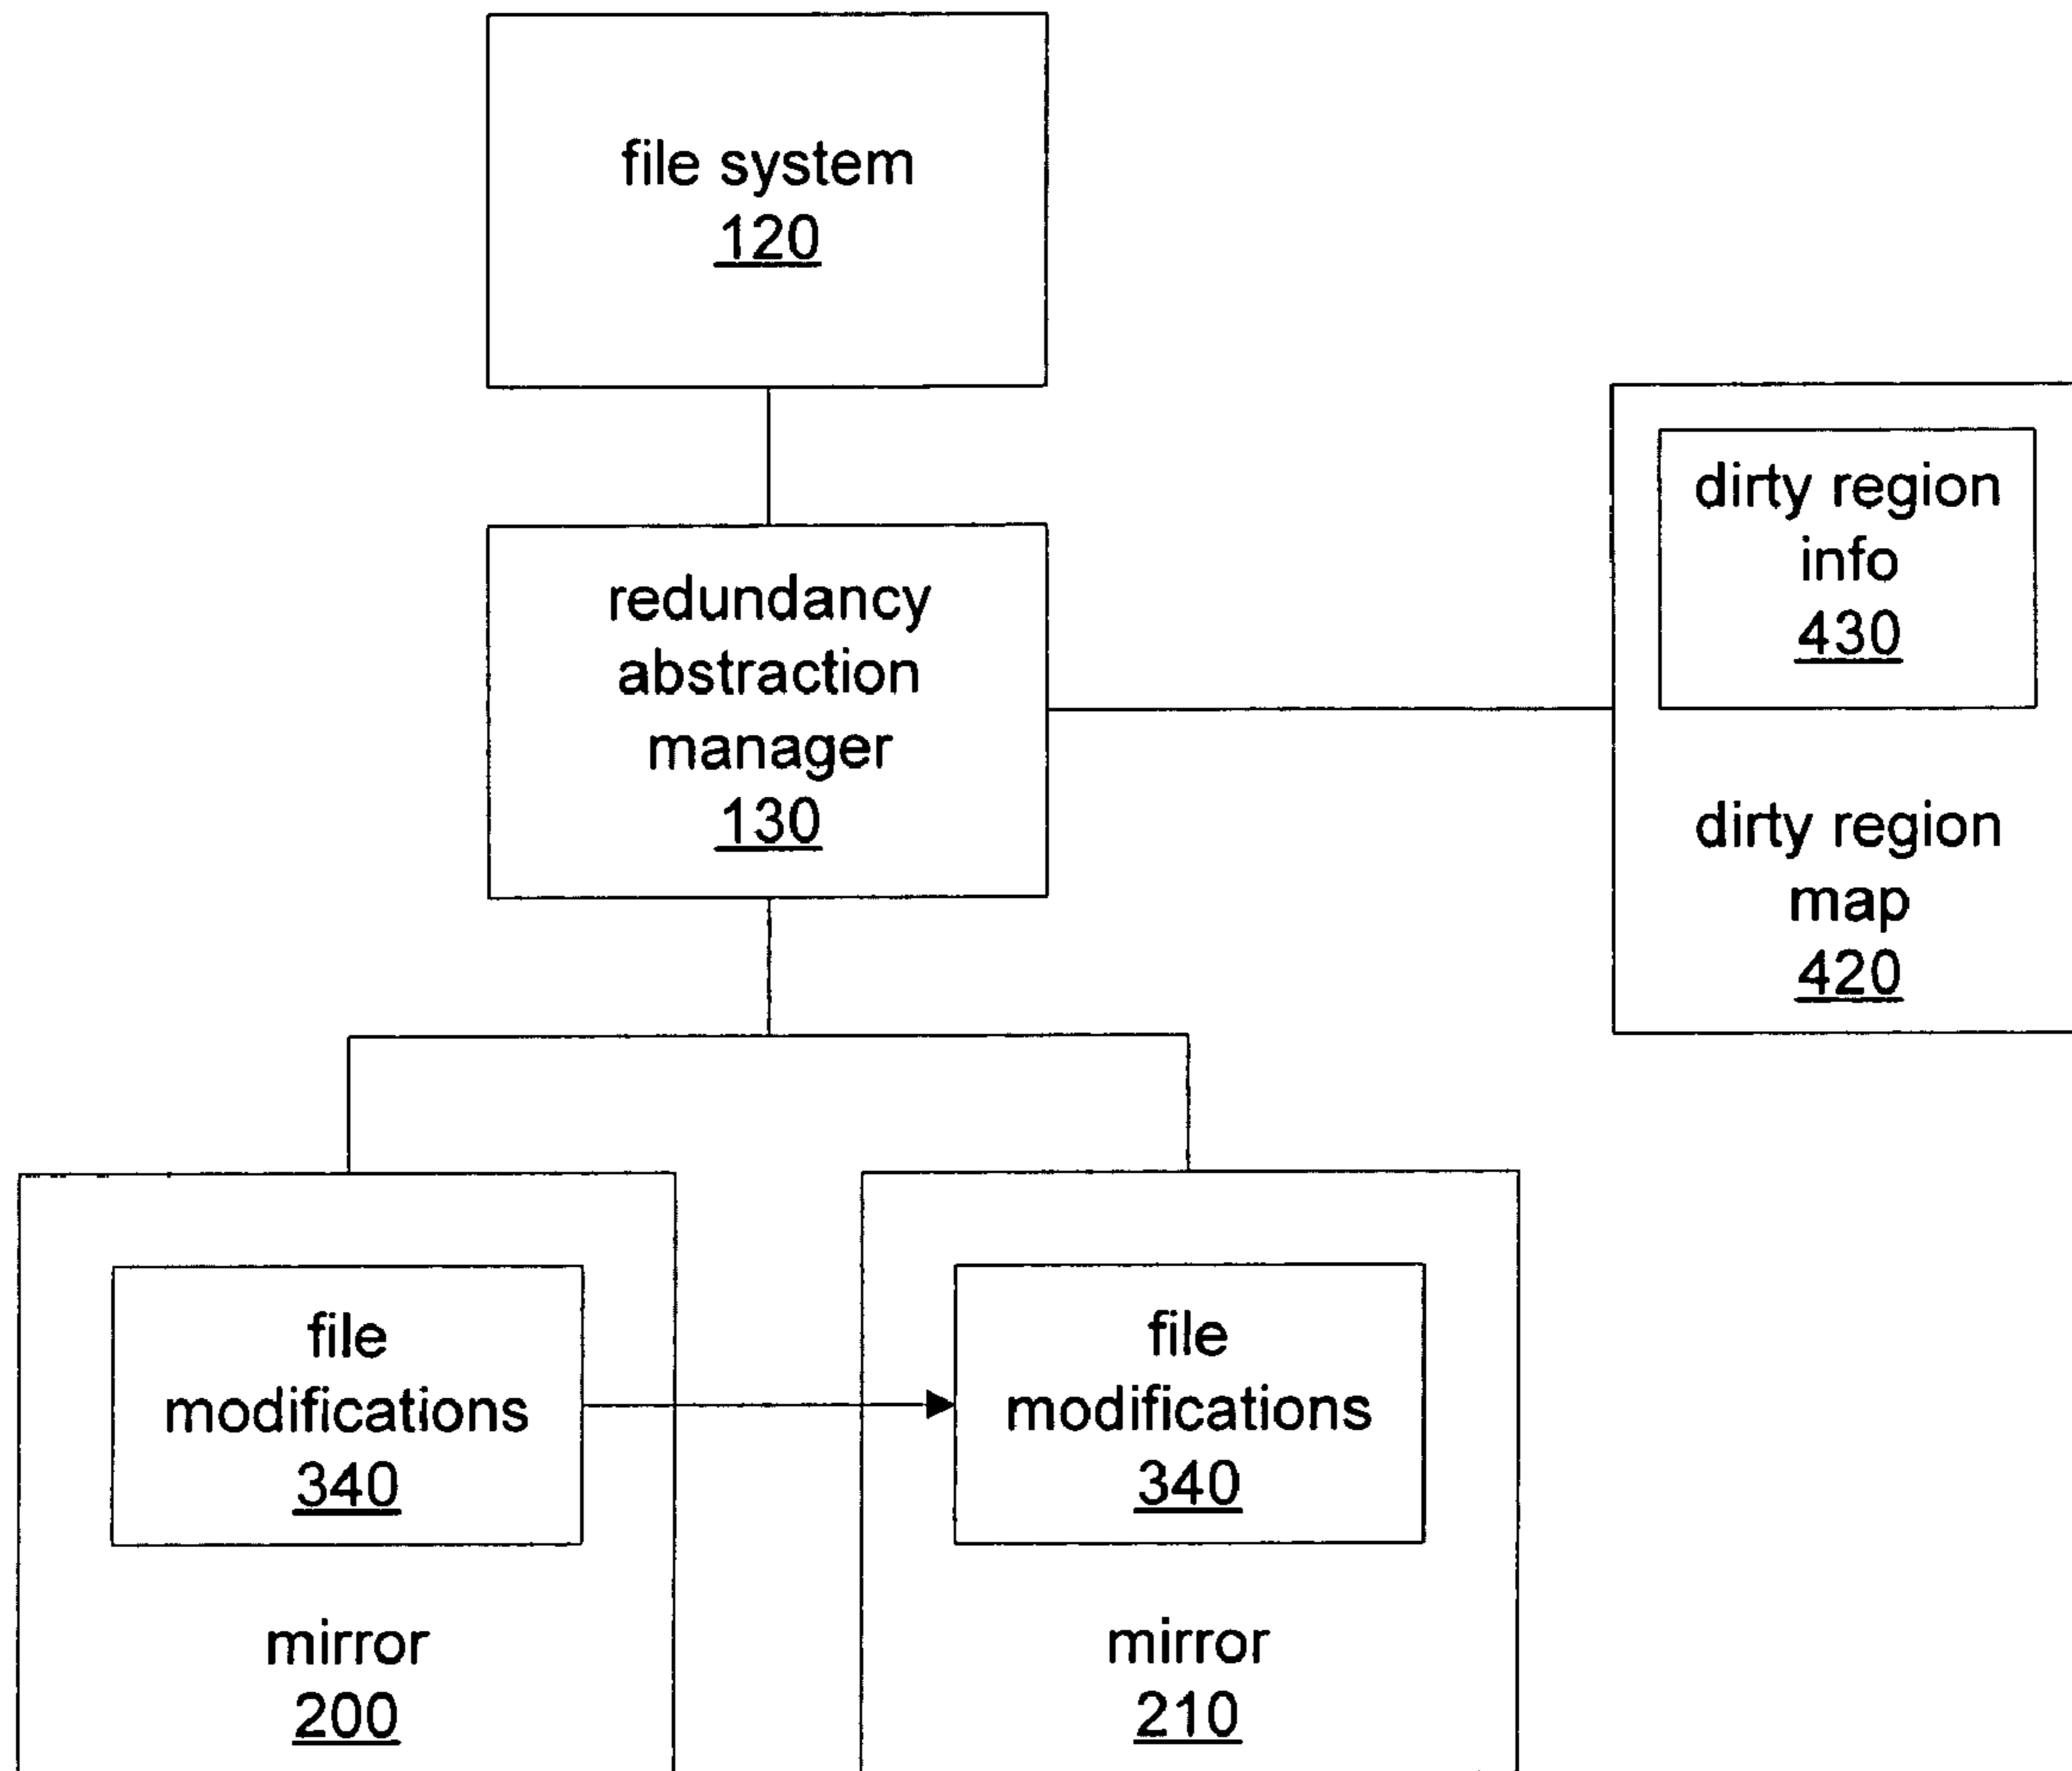 file system
120
redundancy
abstraction
manager
130
dirty region
info
430
dirty region
map
420
file
modifications
340
mirror
200
file
modifications
340
mirror
210